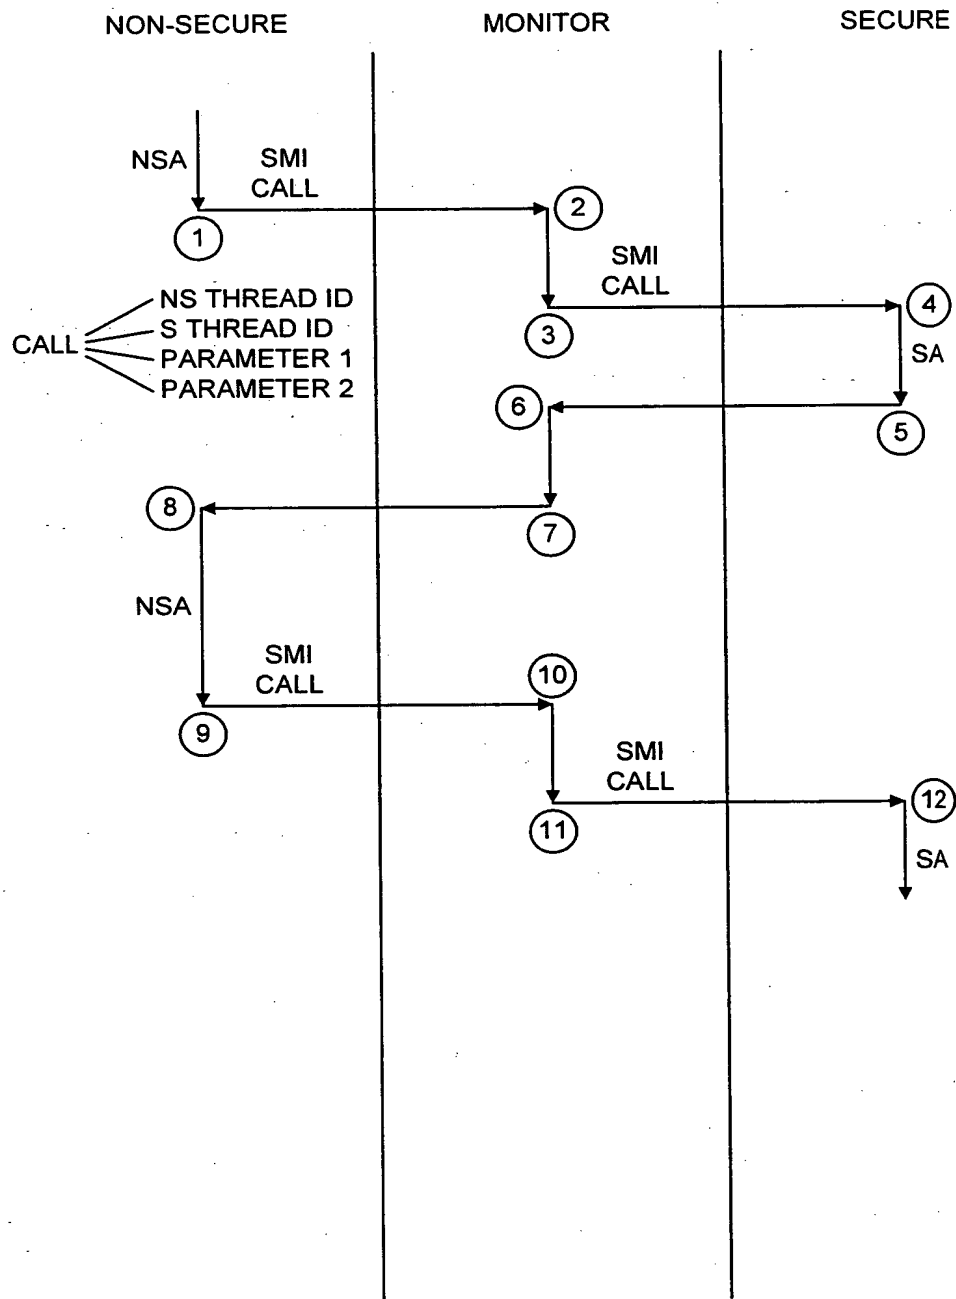 NON-SECURE
MONITOR
SECURE
NSA
SMI
CALL
1
2
SMI
CALL
3
4
SA
NS THREAD ID
S THREAD ID
CALL
PARAMETER 1
PARAMETER 2
6
5
8
7
NSA
SMI
CALL
10
9
SMI
CALL
11
12
SA